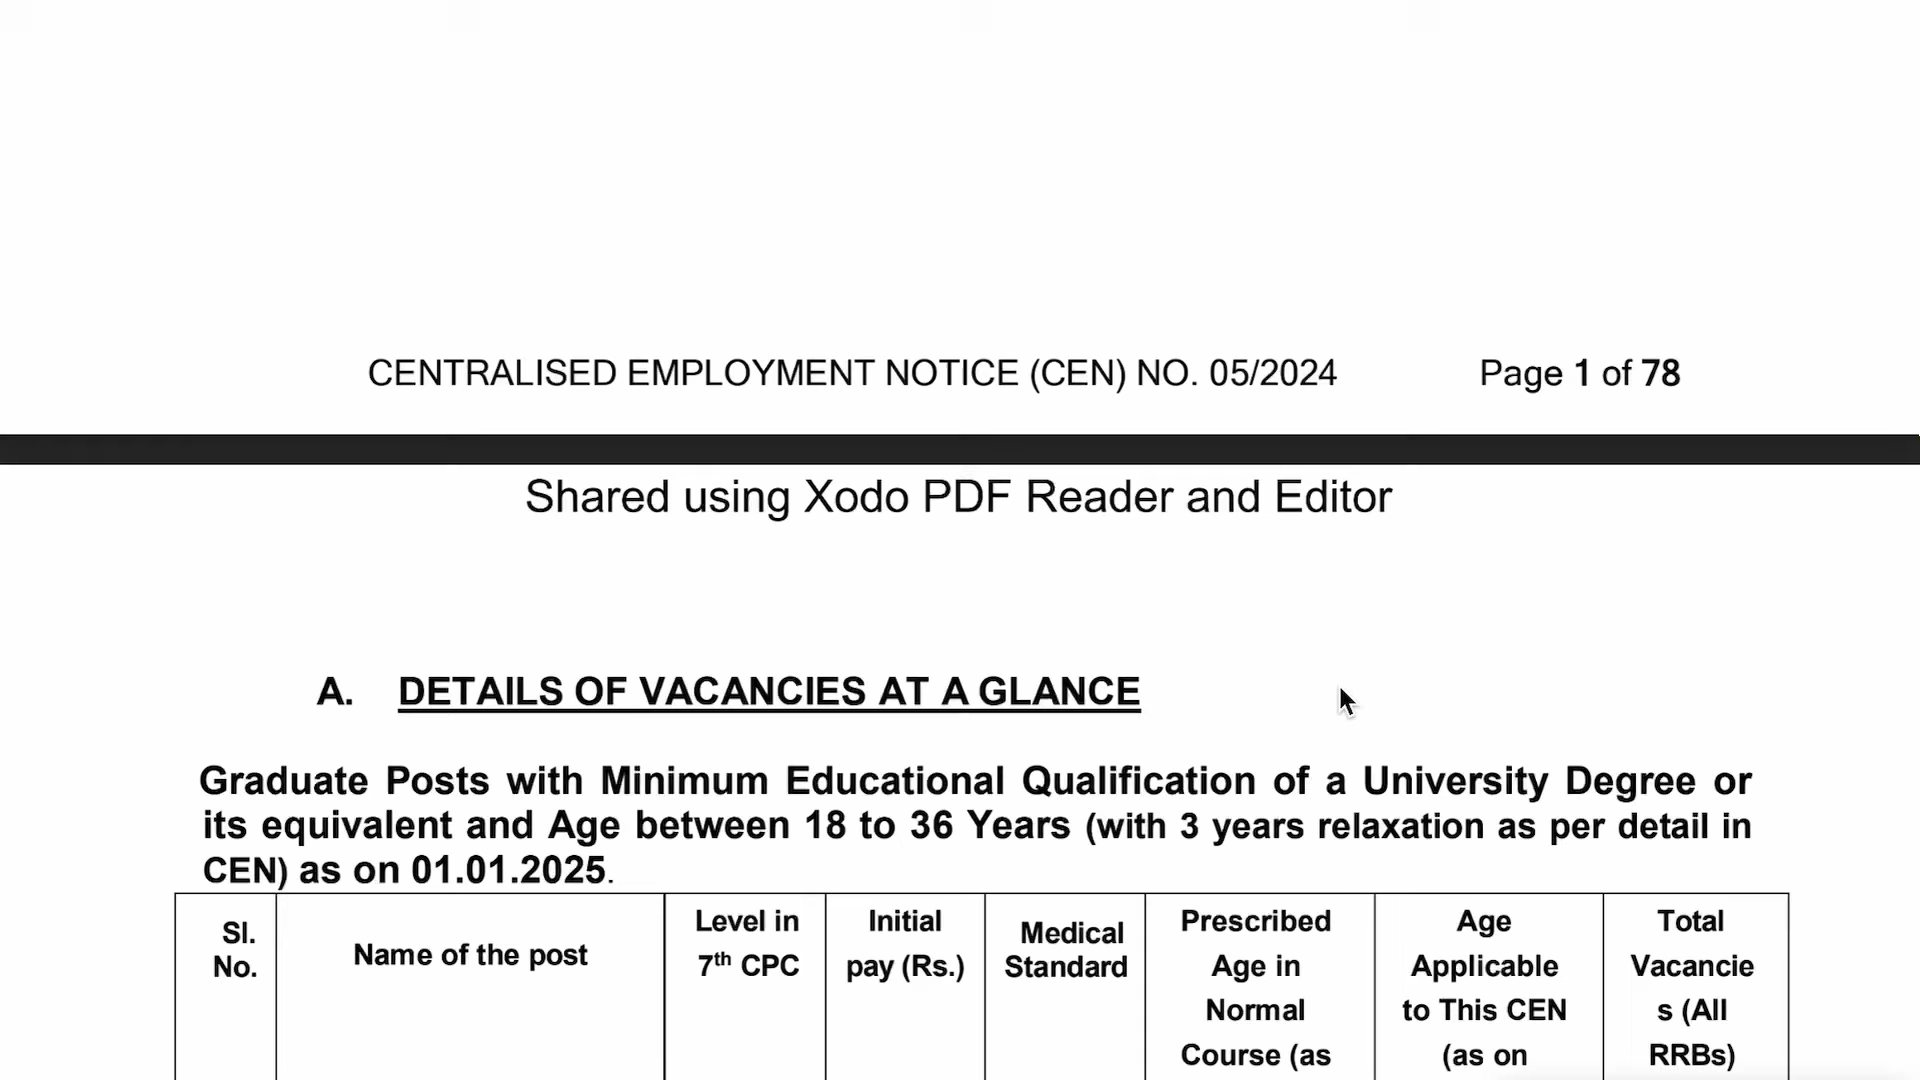 CENTRALISED EMPLOYMENT NOTICE (CEN) NO. 05/2024 Page 1 of 78
Shared using Xodo PDF Reader and Editor
A. DETAILS OF VACANCIES AT A GLANCE
Graduate Posts with Minimum Educational Qualification of a University Degree or
its equivalent and Age between 18 to 36 Years (with 3 years relaxation as per detail in
CEN) as on 01.01.2025.
Sl.
No.
Name of the post
Level in
7th CPC
Initial
pay (Rs.)
Medical
Standard
Prescribed
Age in
Normal
Course (as
Age
Applicable
to This CEN
(as on
Total
Vacancie
s (All
RRBs)